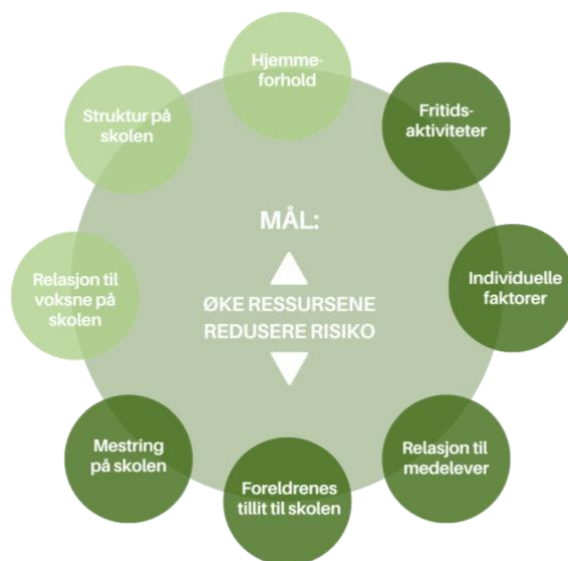 Hjemme-
forhold
Fritids-
aktiviteter
Individuelle
faktorer
Relasjon til
medelever
Foreldrenes
tillit til skolen
Mestring
på skolen
Relasjon til
voksne på
skolen
Struktur på
skolen
MÅL:
ØKE RESSURSENE
REDUSERE RISIKO